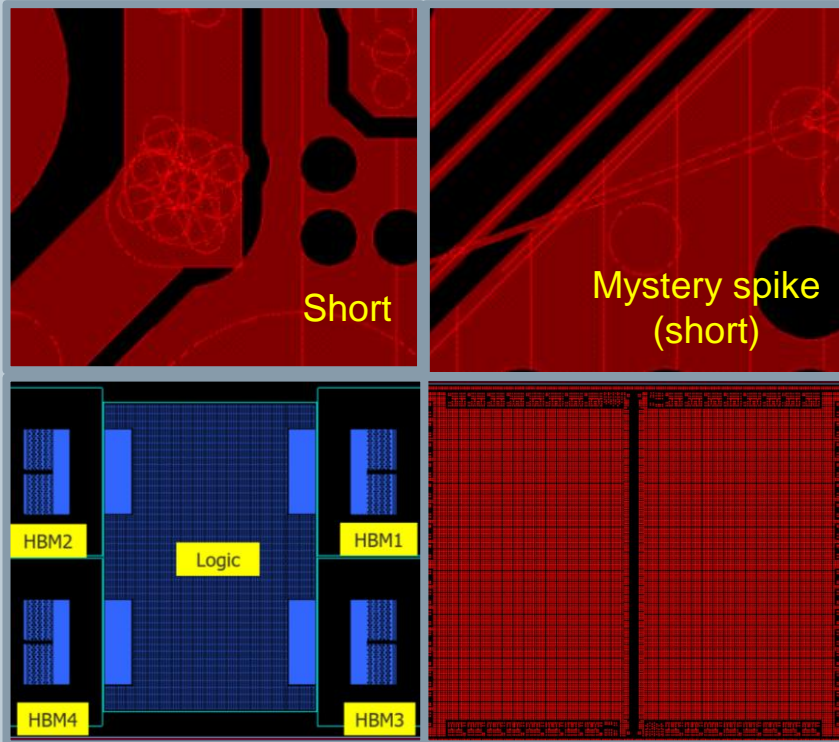 Short
Mystery spike
(short)
HBM2
HBM1
Logic
HBM4
HBM3